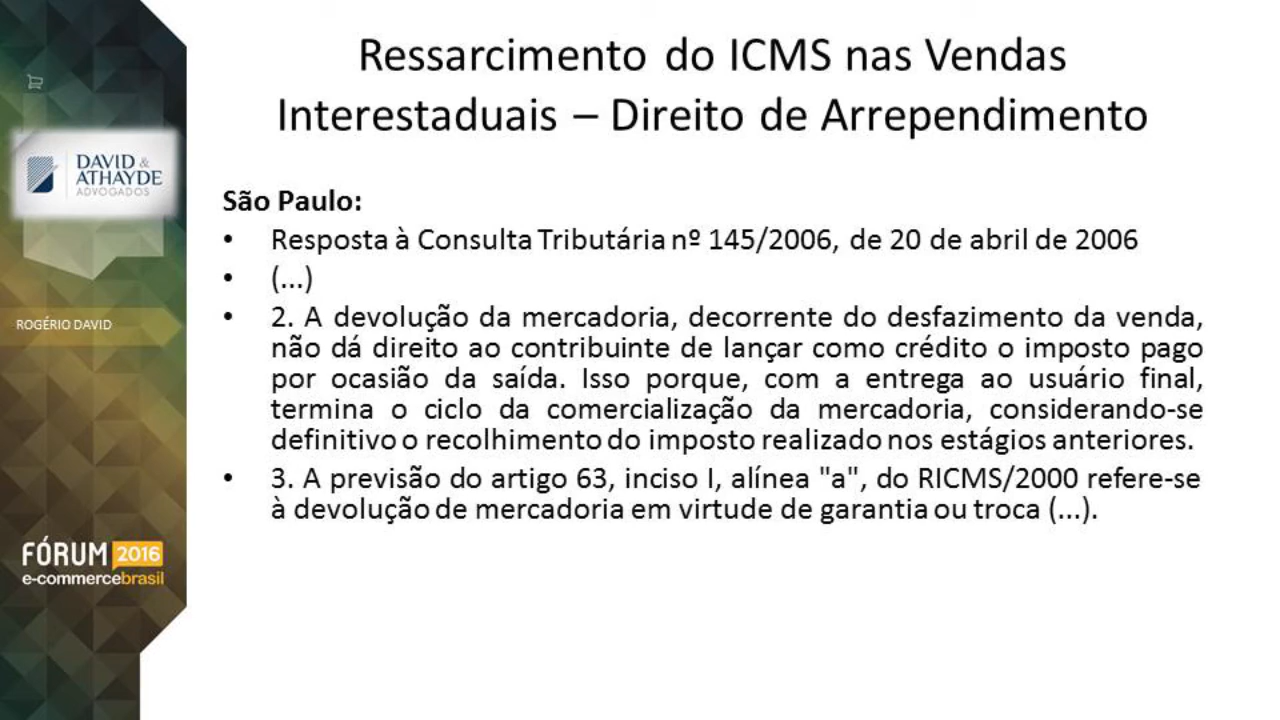 Ressarcimento do ICMS nas Vendas
Interestaduais – Direito de Arrependimento
DAVID &
ATHAYDE
ADVOGADOS
ROGÉRIO DAVID
São Paulo:
• Resposta à Consulta Tributária nº 145/2006, de 20 de abril de 2006
• (...)
• 2. A devolução da mercadoria, decorrente do desfazimento da venda,
não dá direito ao contribuinte de lançar como crédito o imposto pago
por ocasião da saída. Isso porque, com a entrega ao usuário final,
termina o ciclo da comercialização da mercadoria, considerando-se
definitivo o recolhimento do imposto realizado nos estágios anteriores.
• 3. A previsão do artigo 63, inciso I, alínea "a", do RICMS/2000 refere-se
à devolução de mercadoria em virtude de garantia ou troca (...).
FÓRUM 2016
e-commercebrasil